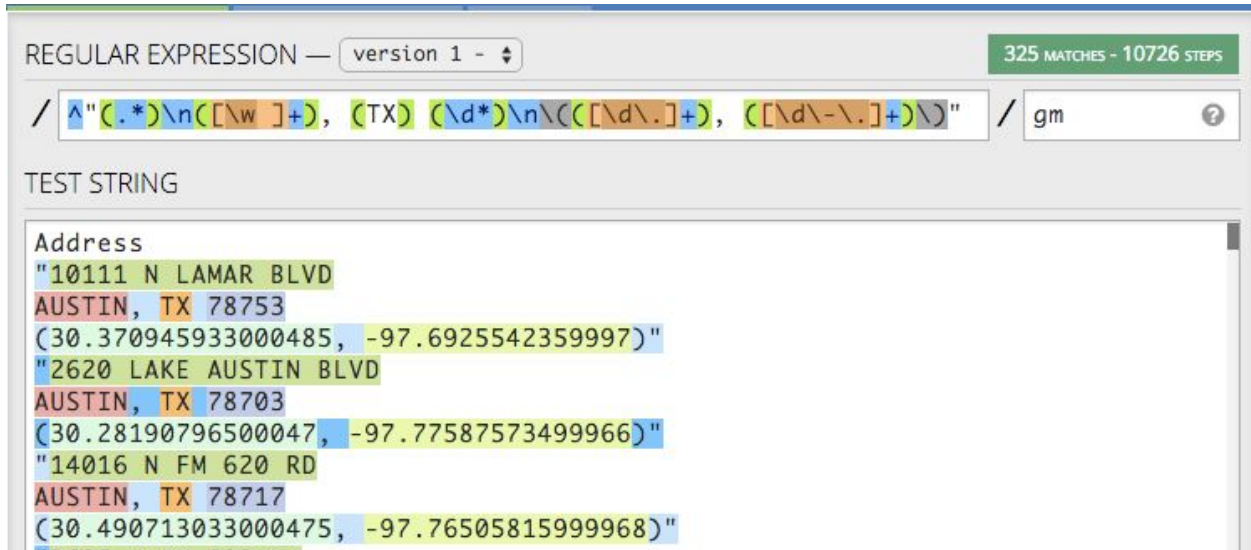 REGULAR EXPRESSION — version 1 -
325 MATCHES - 10726 STEPS
/ ^"(.*)\n([\w ]+), (TX) (\d*)\n\(([\d\.]+), ([\d\-\.]+)\)" / gm
TEST STRING
Address
"10111 N LAMAR BLVD
AUSTIN, TX 78753
(30.370945933000485, -97.6925542359997)"
"2620 LAKE AUSTIN BLVD
AUSTIN, TX 78703
(30.28190796500047, -97.77587573499966)"
"14016 N FM 620 RD
AUSTIN, TX 78717
(30.490713033000475, -97.76505815999968)"